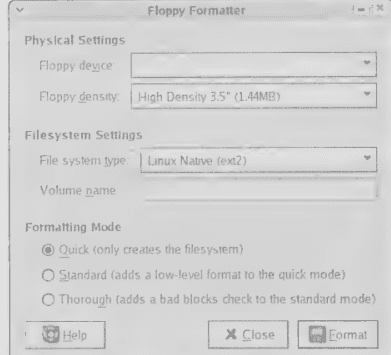 Floppy Formatter
Physical Settings
Floppy device:
Floppy density: High Density 3.5" (1.44MB)
Filesystem Settings
File system type: Linux Native (ext2)
Volume name
Formatting Mode
Quick (only creates the filesystem)
Standard (adds a low-level format to the quick mode)
Thorough (adds a bad blocks check to the standard mode)
Help Close Format